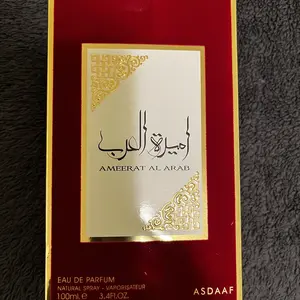 اميرة العرب
AMEERAT AL ARAB
EAU DE PARFUM
NATURAL SPRAY - VAPORISATEUR
100ml ℮ 3.4FL.OZ.
ASDAAF